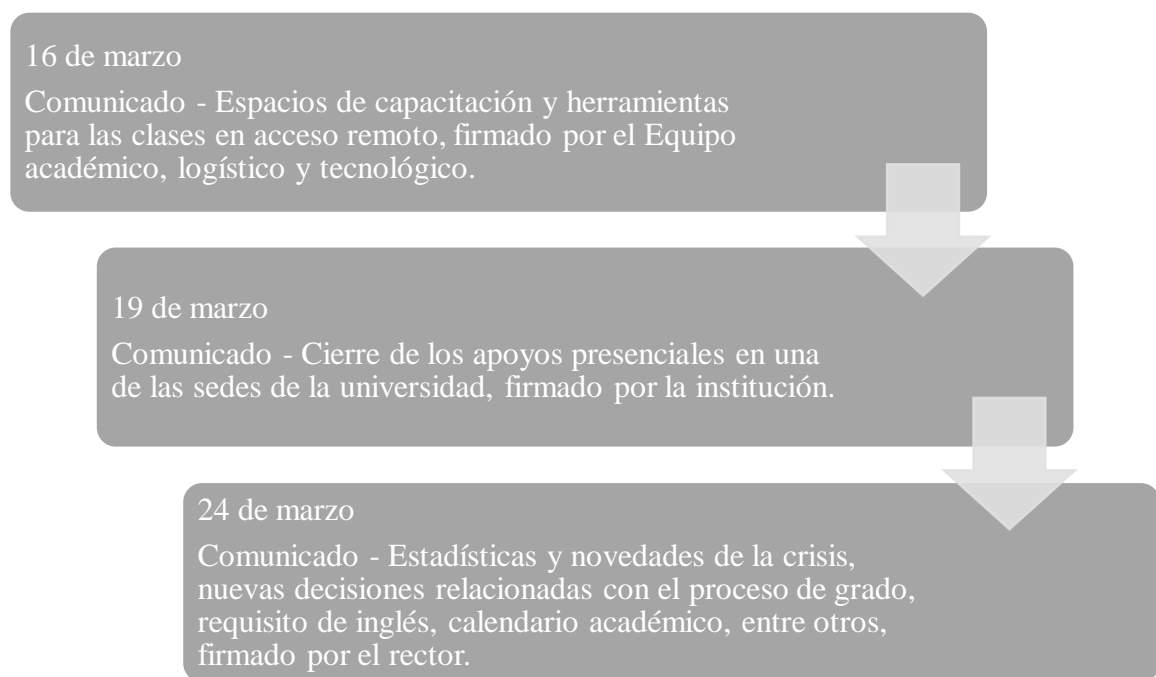 16 de marzo
Comunicado - Espacios de capacitación y herramientas
para las clases en acceso remoto, firmado por el Equipo
académico, logístico y tecnológico.
19 de marzo
Comunicado - Cierre de los apoyos presenciales en una
de las sedes de la universidad, firmado por la institución.
24 de marzo
Comunicado - Estadísticas y novedades de la crisis,
nuevas decisiones relacionadas con el proceso de grado,
requisito de inglés, calendario académico, entre otros,
firmado por el rector.